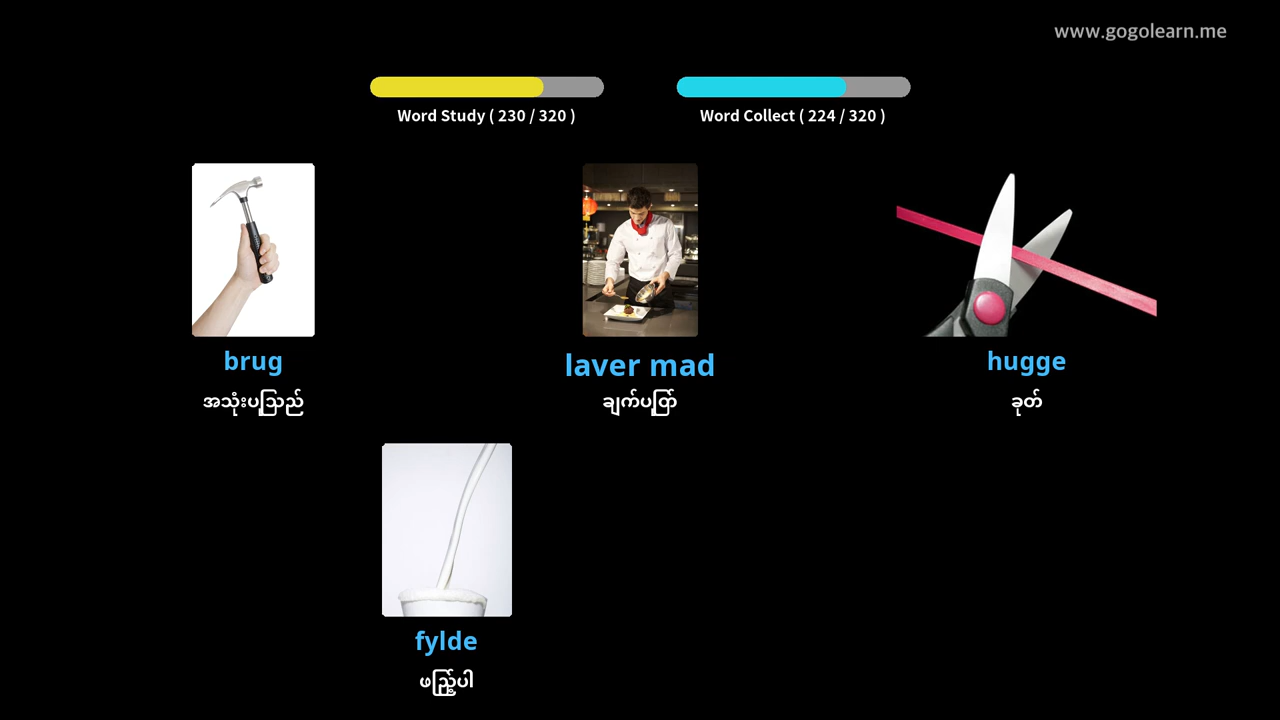 www.gogolearn.me
Word Study ( 230 / 320 )
Word Collect ( 224 / 320 )
brug
laver mad
hugge
အသုံးပြုသည်
ချက်ပြုတ်
ခုတ်
fylde
ဖြည့်ပါ